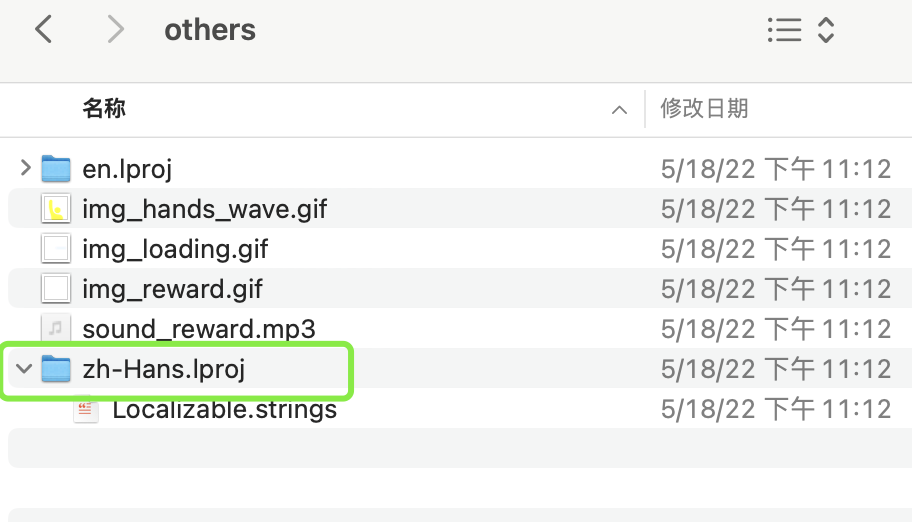 others
名称 修改日期
en.lproj 5/18/22 下午 11:12
img_hands_wave.gif 5/18/22 下午 11:12
img_loading.gif 5/18/22 下午 11:12
img_reward.gif 5/18/22 下午 11:12
sound_reward.mp3 5/18/22 下午 11:12
zh-Hans.lproj 5/18/22 下午 11:12
Localizable.strings 5/18/22 下午 11:12